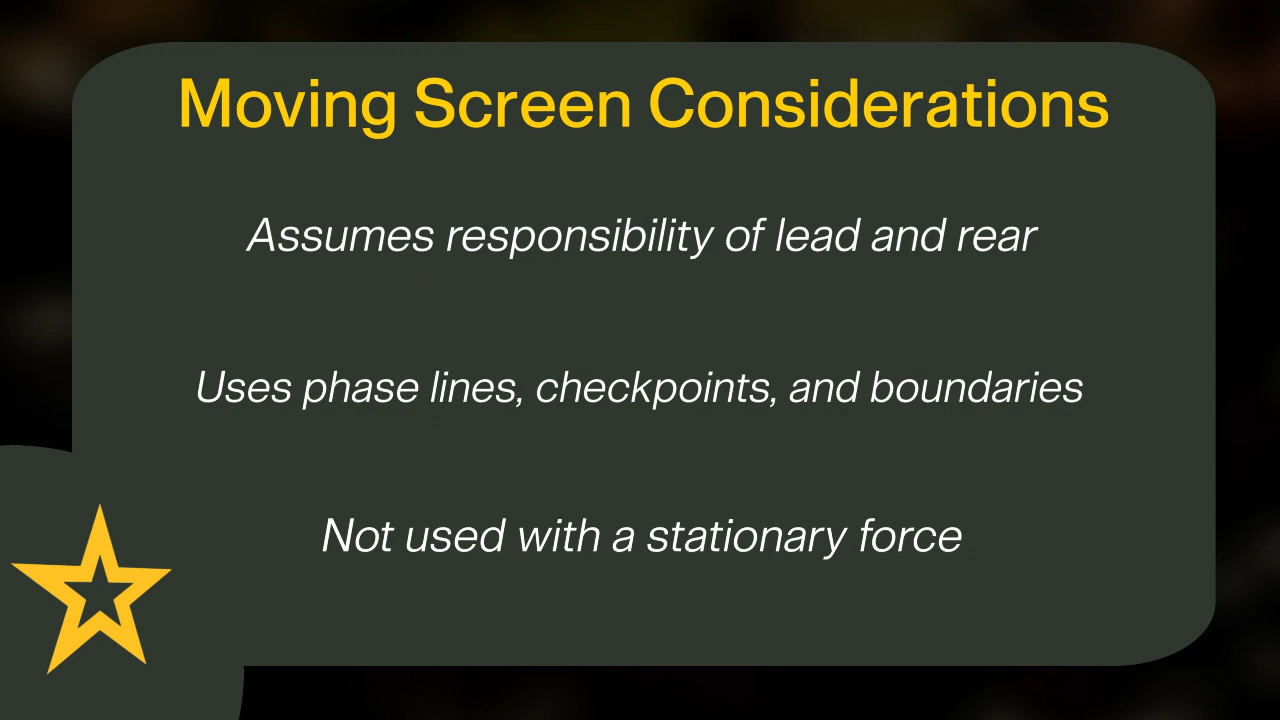 Moving Screen Considerations
Assumes responsibility of lead and rear
Uses phase lines, checkpoints, and boundaries
Not used with a stationary force